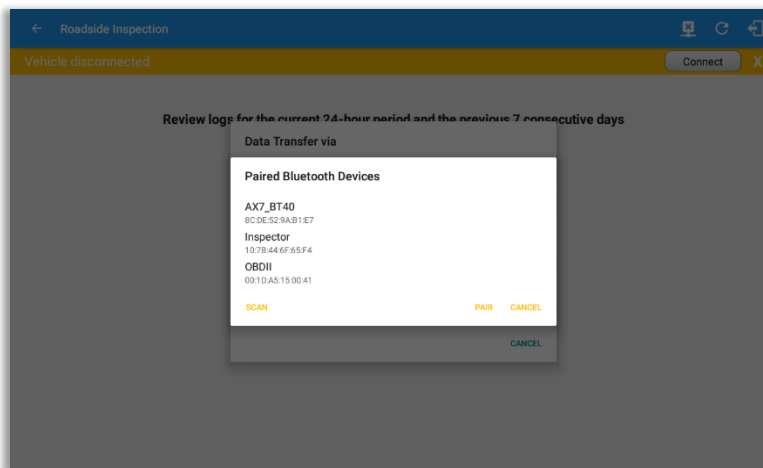 Roadside Inspection
Vehicle disconnected
Connect
X
Review logs for the current 24-hour period and the previous 7 consecutive days
Data Transfer via
Paired Bluetooth Devices
AX7_BT40
8C:DE:52:9A:B1:E7
Inspector
10:7B:44:6F:65:F4
OBDII
00:1D:A5:15:00:41
SCAN PAIR CANCEL
CANCEL